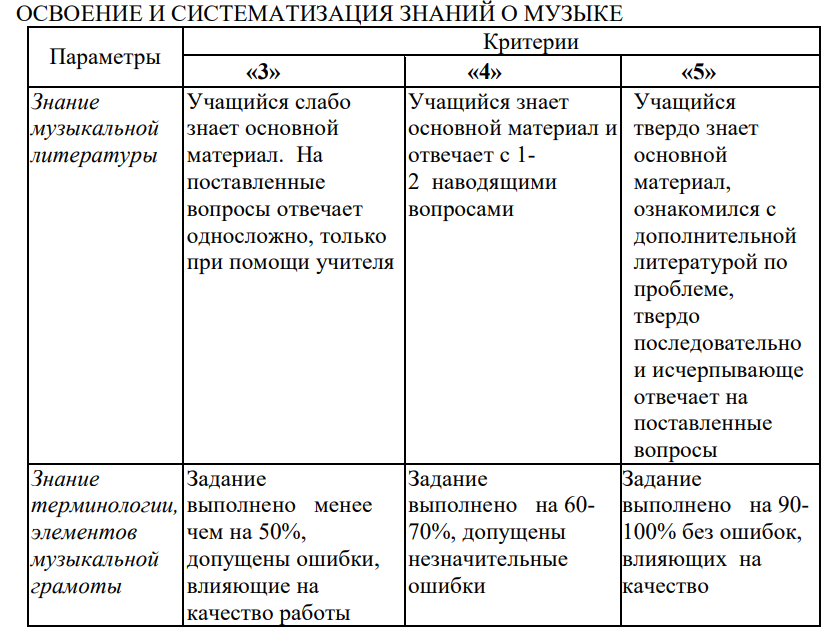 ОСВОЕНИЕ И СИСТЕМАТИЗАЦИЯ ЗНАНИЙ О МУЗЫКЕ
Параметры
Критерии
«3»
«4»
«5»
Знание
музыкальной
литературы
Учащийся слабо
знает основной
материал. На
поставленные
вопросы отвечает
односложно, только
при помощи учителя
Учащийся знает
основной материал и
отвечает с 1-
2 наводящими
вопросами
Учащийся
твердо знает
основной
материал,
ознакомился с
дополнительной
литературой по
проблеме,
твердо
последовательно
и исчерпывающе
отвечает на
поставленные
вопросы
Знание
терминологии,
элементов
музыкальной
грамоты
Задание
выполнено менее
чем на 50%,
допущены ошибки,
влияющие на
качество работы
Задание
выполнено на 60-
70%, допущены
незначительные
ошибки
Задание
выполнено на 90-
100% без ошибок,
влияющих на
качество